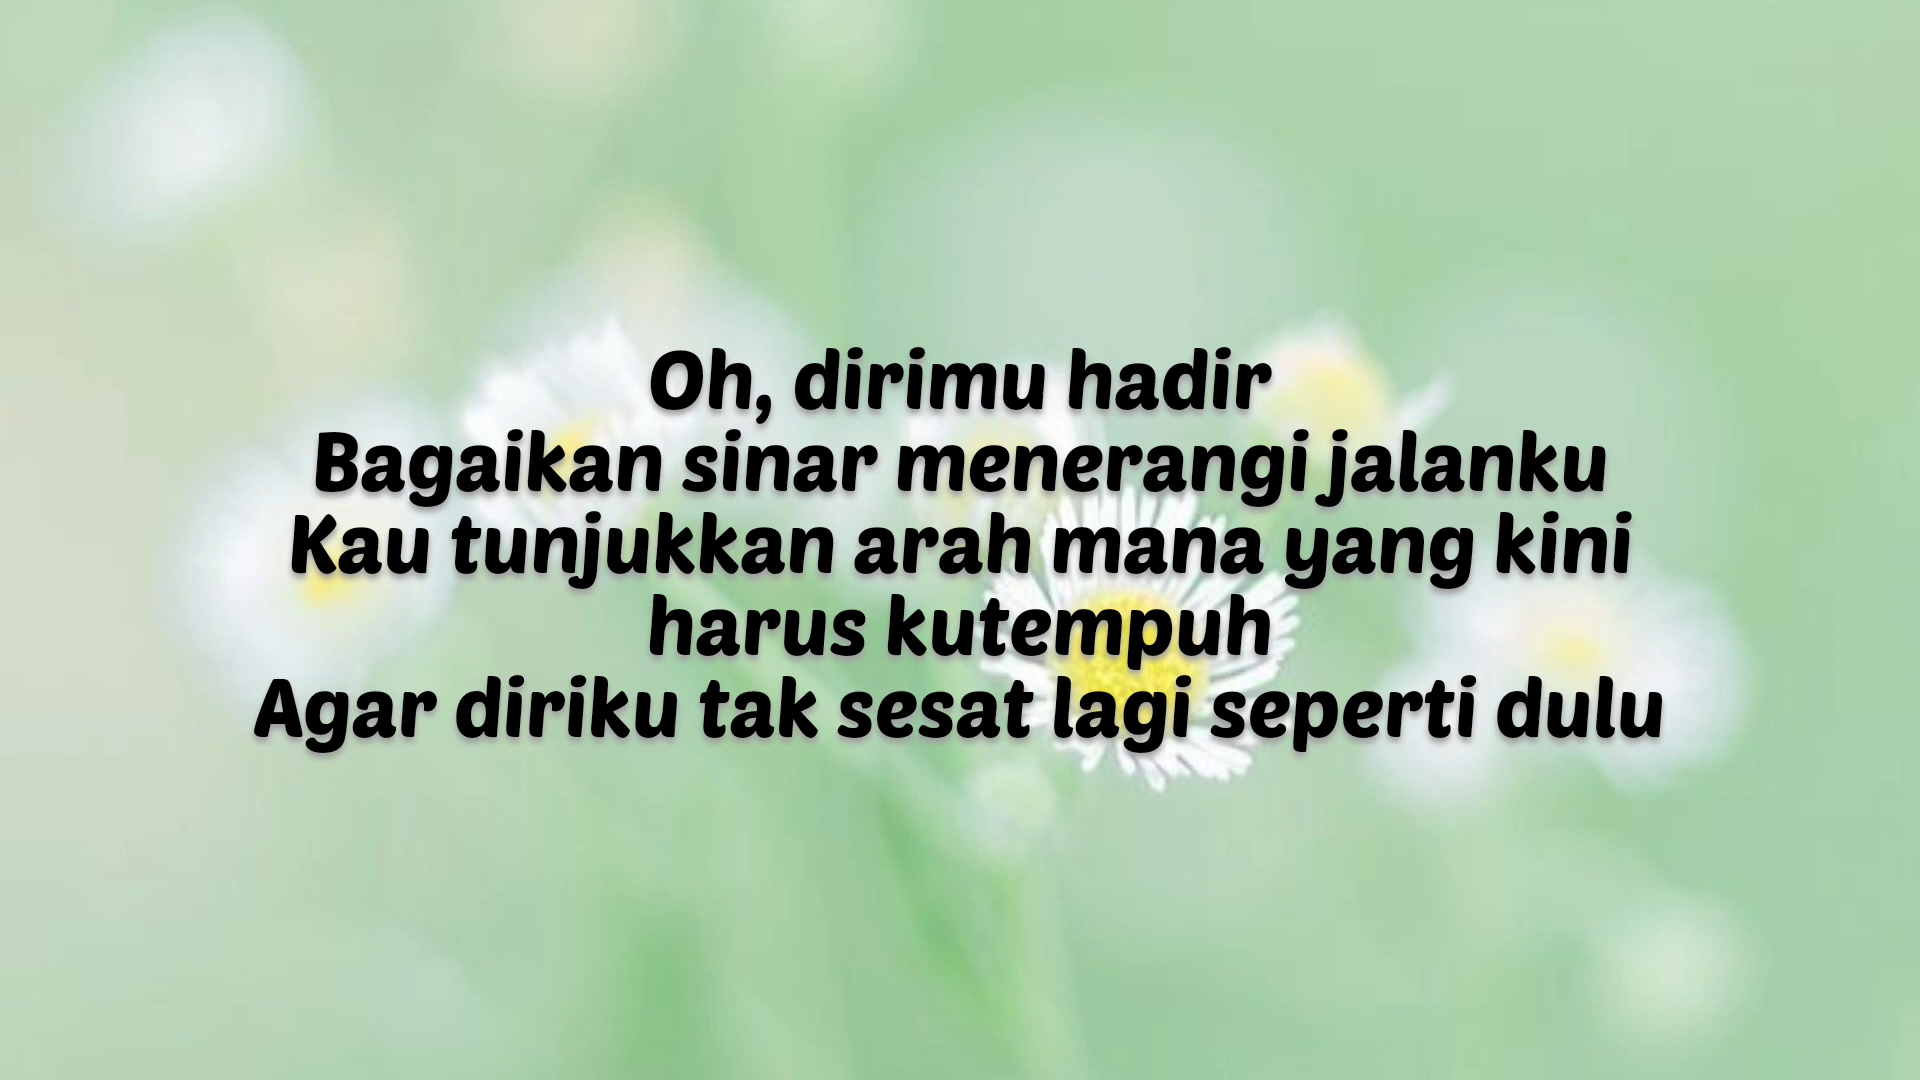 Oh, dirimu hadir
Bagaikan sinar menerangi jalanku
Kau tunjukkan arah mana yang kini
harus kutempuh
Agar diriku tak sesat lagi seperti dulu